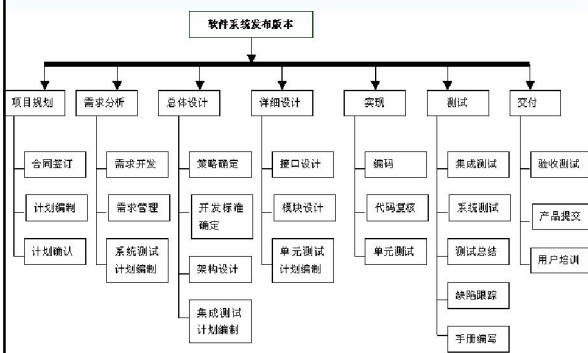 软件系统发布版本
项目规划
需求分析
总体设计
详细设计
实现
测试
交付
合同签订
需求开发
策略确定
接口设计
编码
集成测试
验收测试
计划编制
需求管理
开发标准
确定
模块设计
代码复核
系统测试
产品提交
计划确认
系统测试
计划编制
架构设计
单元测试
计划编制
单元测试
测试总结
用户培训
集成测试
计划编制
缺陷跟踪
手册编写